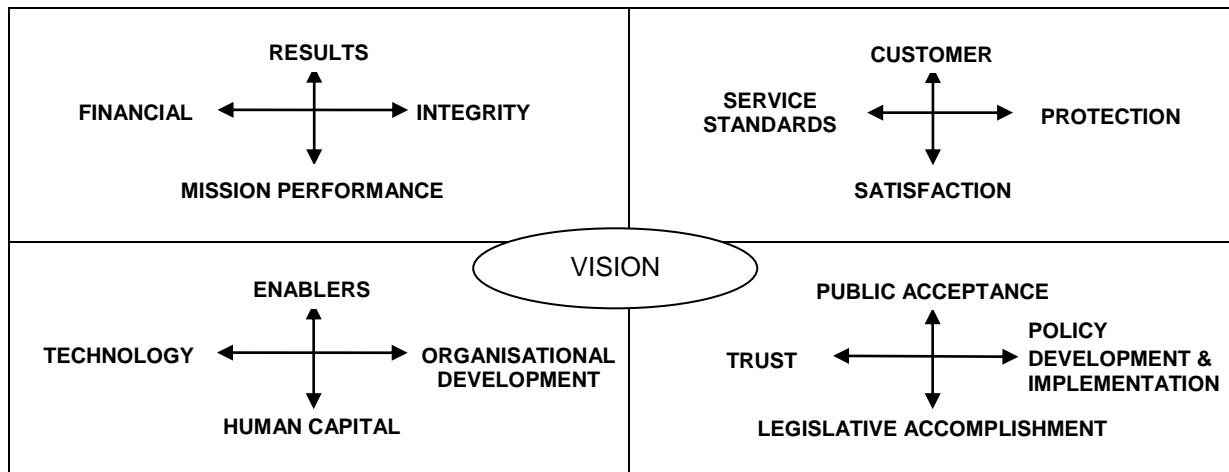 RESULTS
FINANCIAL
INTEGRITY
MISSION PERFORMANCE
CUSTOMER
SERVICE
STANDARDS
PROTECTION
SATISFACTION
VISION
ENABLERS
TECHNOLOGY
ORGANISATIONAL
DEVELOPMENT
HUMAN CAPITAL
PUBLIC ACCEPTANCE
TRUST
POLICY
DEVELOPMENT &
IMPLEMENTATION
LEGISLATIVE ACCOMPLISHMENT